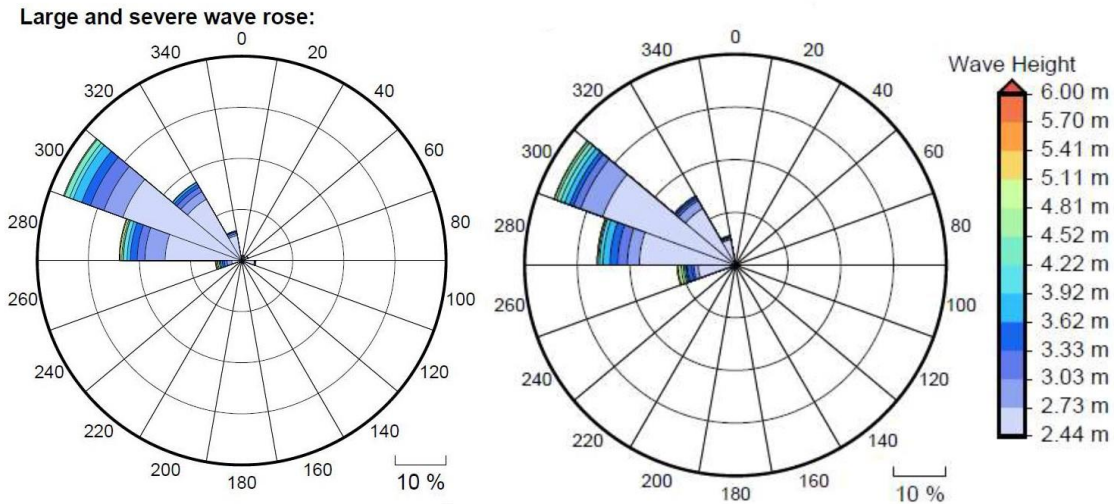 Large and severe wave rose:
0
20
40
60
80
100
120
140
160
180
200
220
240
260
280
300
320
340
10 %
0
20
40
60
80
100
120
140
160
180
200
220
240
260
280
300
320
340
10 %
Wave Height
6.00 m
5.70 m
5.41 m
5.11 m
4.81 m
4.52 m
4.22 m
3.92 m
3.62 m
3.33 m
3.03 m
2.73 m
2.44 m